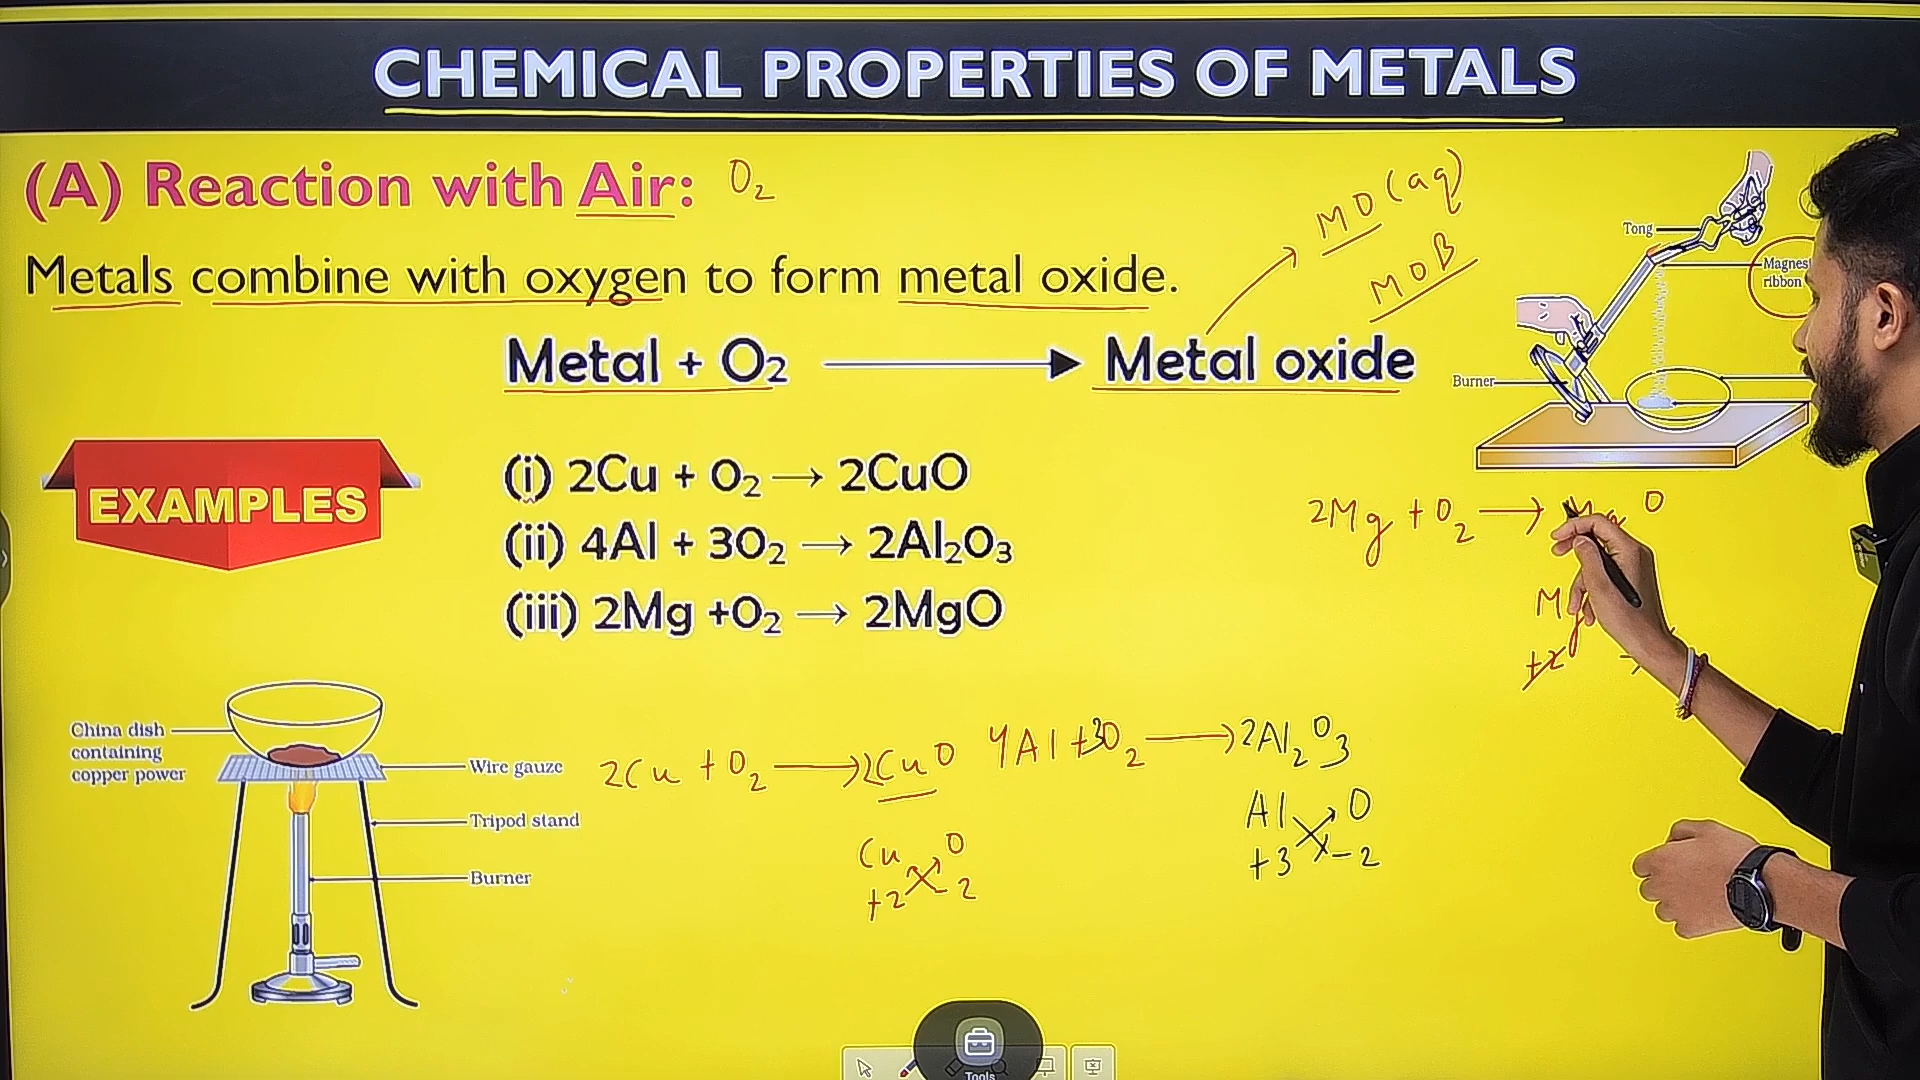 CHEMICAL PROPERTIES OF METALS
(A) Reaction with Air: O₂
Metals combine with oxygen to form metal oxide.
MO (aq)
MOB
Metal + O₂ ⟶ Metal oxide
Tong
ribbon
Burner
EXAMPLES
(i) 2Cu + O₂ → 2CuO
(ii) 4Al + 3O₂ → 2Al₂O₃
(iii) 2Mg +O₂ → 2MgO
2Mg + O₂ → Mg O
Mg
+2
China dish
containing
copper power
Wire gauze
Tripod stand
Burner
2Cu + O₂ → 2CuO
Cu O
+2 -2
4Al + 3O₂ → 2Al₂O₃
Al O
+3 -2
Tools